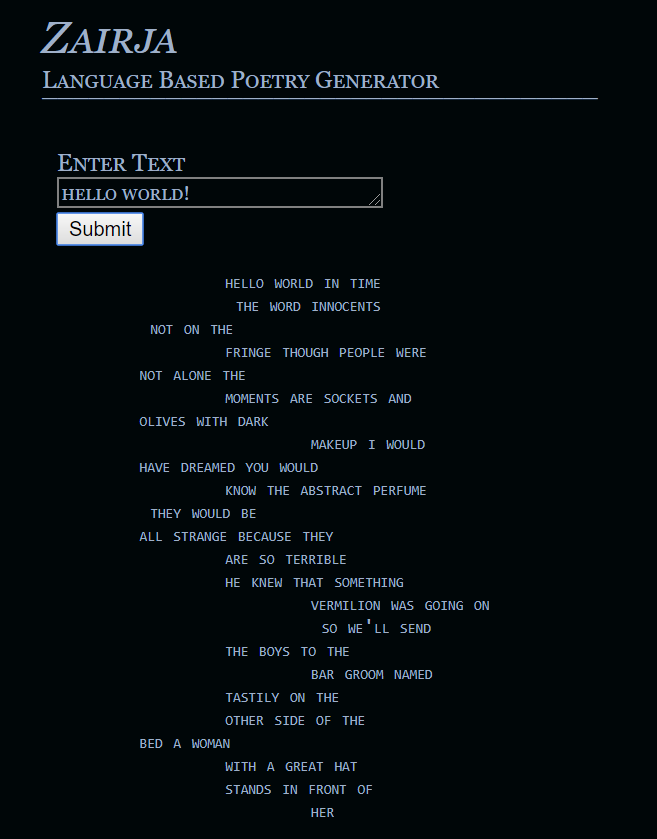 Zairja
Language Based Poetry Generator
Enter Text
hello world!
Submit
HELLO WORLD IN TIME
THE WORD INNOCENTS
NOT ON THE
FRINGE THOUGH PEOPLE WERE
NOT ALONE THE
MOMENTS ARE SOCKETS AND
OLIVES WITH DARK
MAKEUP I WOULD
HAVE DREAMED YOU WOULD
KNOW THE ABSTRACT PERFUME
THEY WOULD BE
ALL STRANGE BECAUSE THEY
ARE SO TERRIBLE
HE KNEW THAT SOMETHING
VERMILION WAS GOING ON
SO WE'LL SEND
THE BOYS TO THE
BAR GROOM NAMED
TASTILY ON THE
OTHER SIDE OF THE
BED A WOMAN
WITH A GREAT HAT
STANDS IN FRONT OF
HER